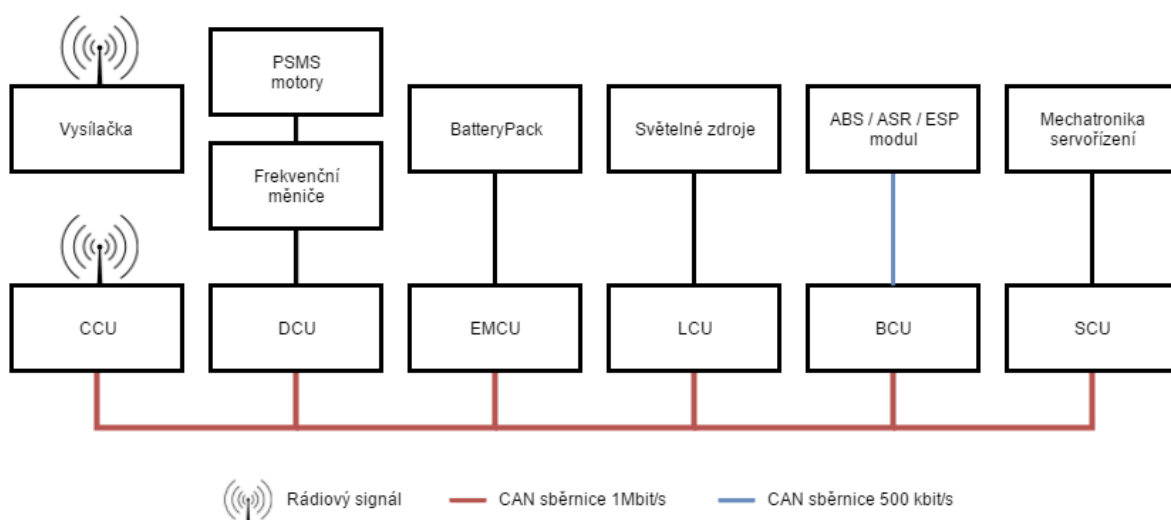 PSMS
motory
Vysílačka
Frekvenční
měniče
BatteryPack
Světelné zdroje
ABS / ASR / ESP
modul
Mechatronika
servořízení
CCU
DCU
EMCU
LCU
BCU
SCU
Rádiový signál
CAN sběrnice 1Mbit/s
CAN sběrnice 500 kbit/s